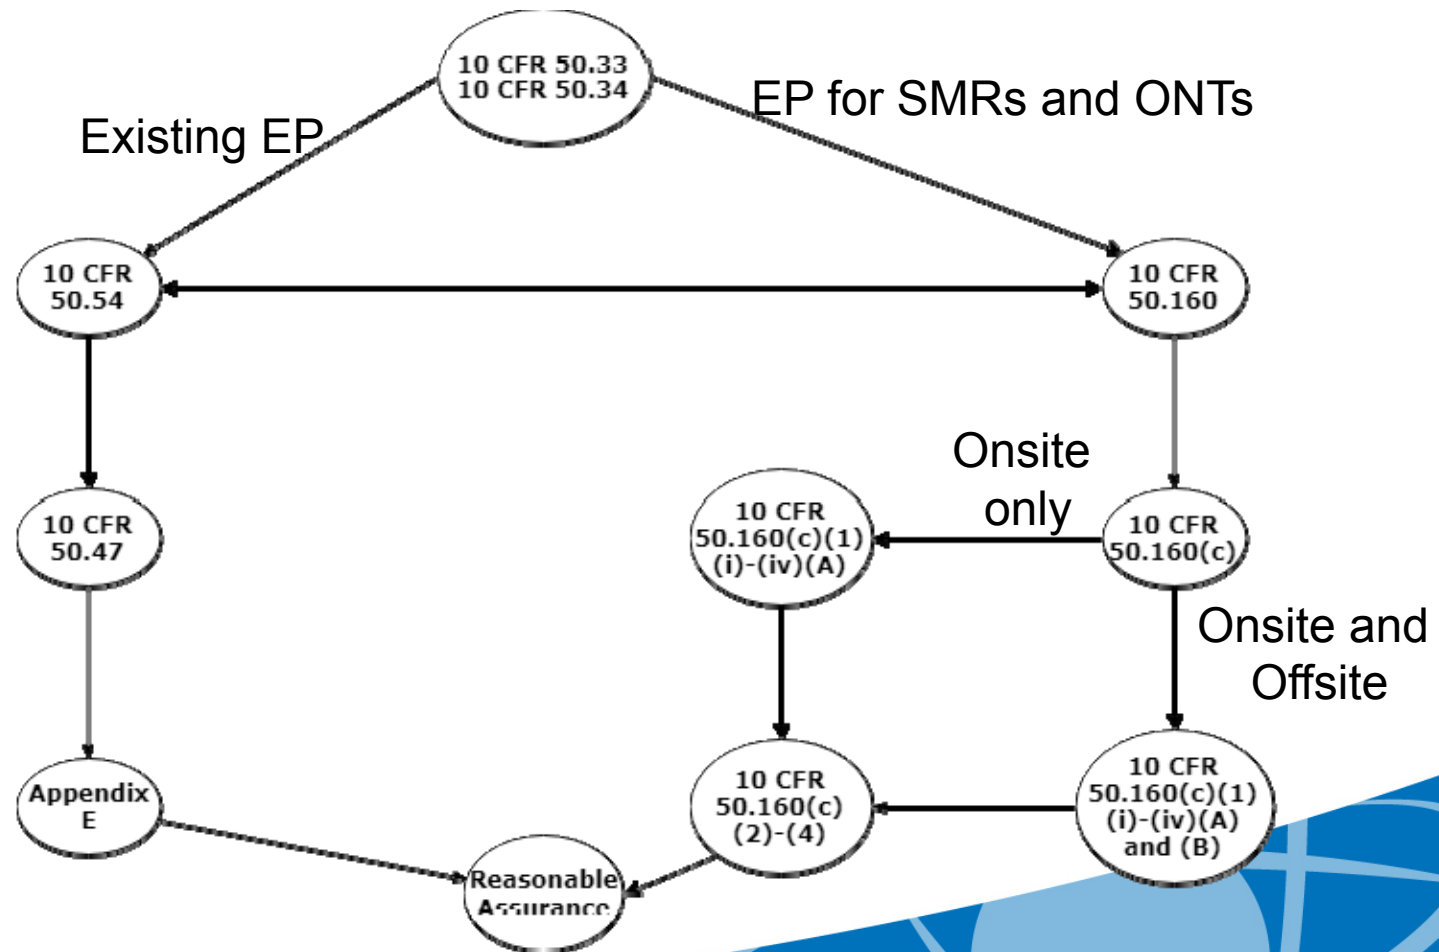 10 CFR 50.33
10 CFR 50.34
EP for SMRs and ONTs
Existing EP
10 CFR
50.54
10 CFR
50.160
Onsite
only
10 CFR
50.47
10 CFR
50.160(c)(1)
(i)-(iv)(A)
10 CFR
50.160(c)
Onsite and
Offsite
Appendix
E
10 CFR
50.160(c)
(2)-(4)
10 CFR
50.160(c)(1)
(i)-(iv)(A)
and (B)
Reasonable
Assurance